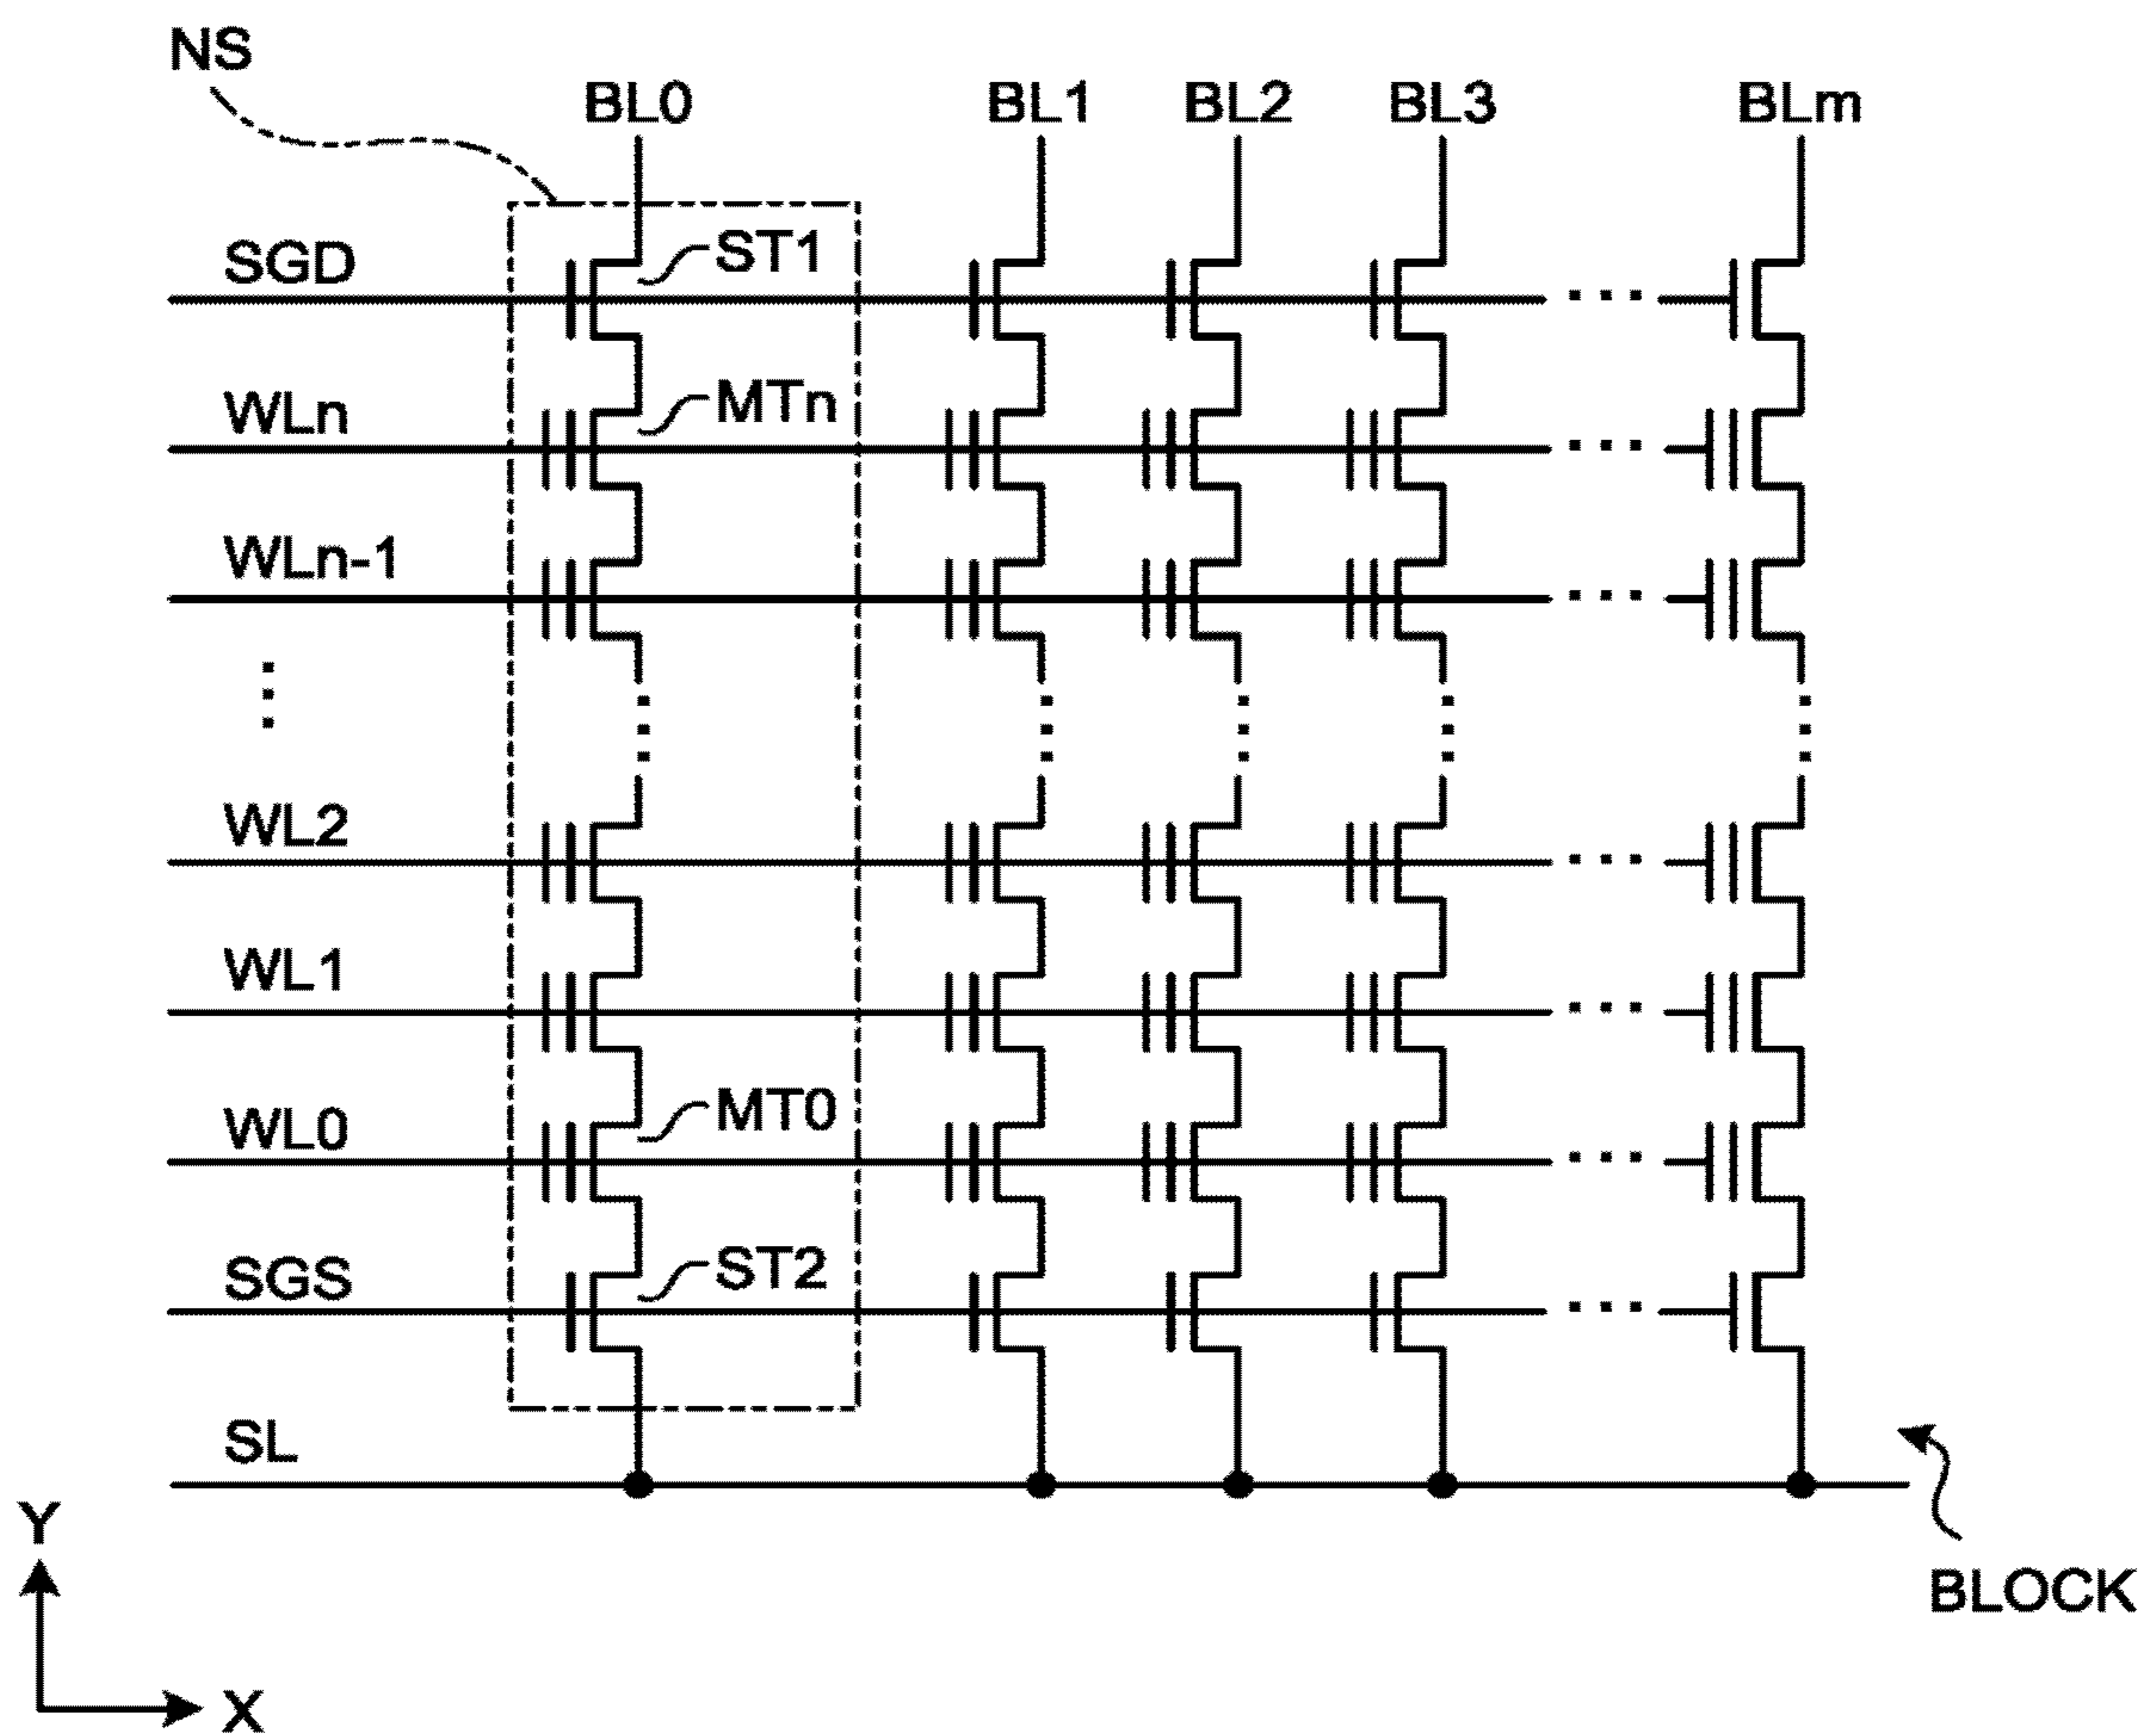 NS
BL0 BL1 BL2 BL3 BLm
SGD ST1
WLn MTn
WLn-1
WL2
WL1
WL0 MT0
SGS ST2
SL
Y
X
BLOCK